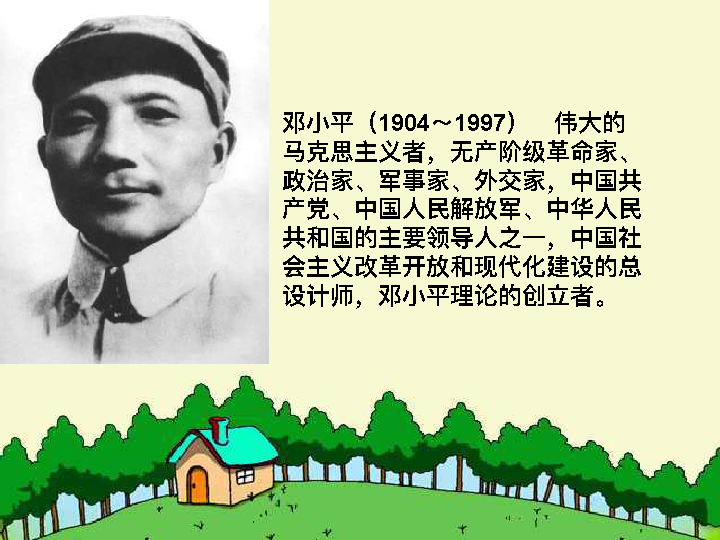 邓小平（1904～1997）　伟大的
马克思主义者，无产阶级革命家、
政治家、军事家、外交家，中国共
产党、中国人民解放军、中华人民
共和国的主要领导人之一，中国社
会主义改革开放和现代化建设的总
设计师，邓小平理论的创立者。